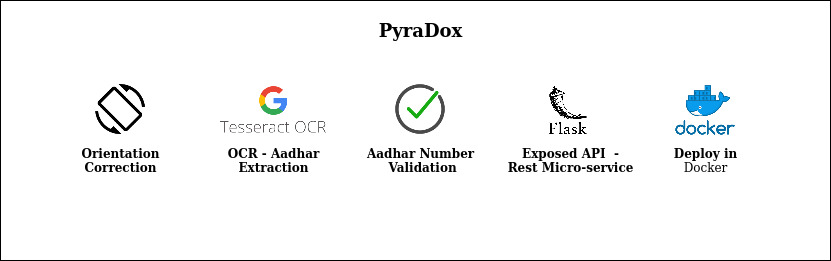 PyraDox
Tesseract OCR
Flask
docker
Orientation
Correction
OCR - Aadhar
Extraction
Aadhar Number
Validation
Exposed API -
Rest Micro-service
Deploy in
Docker